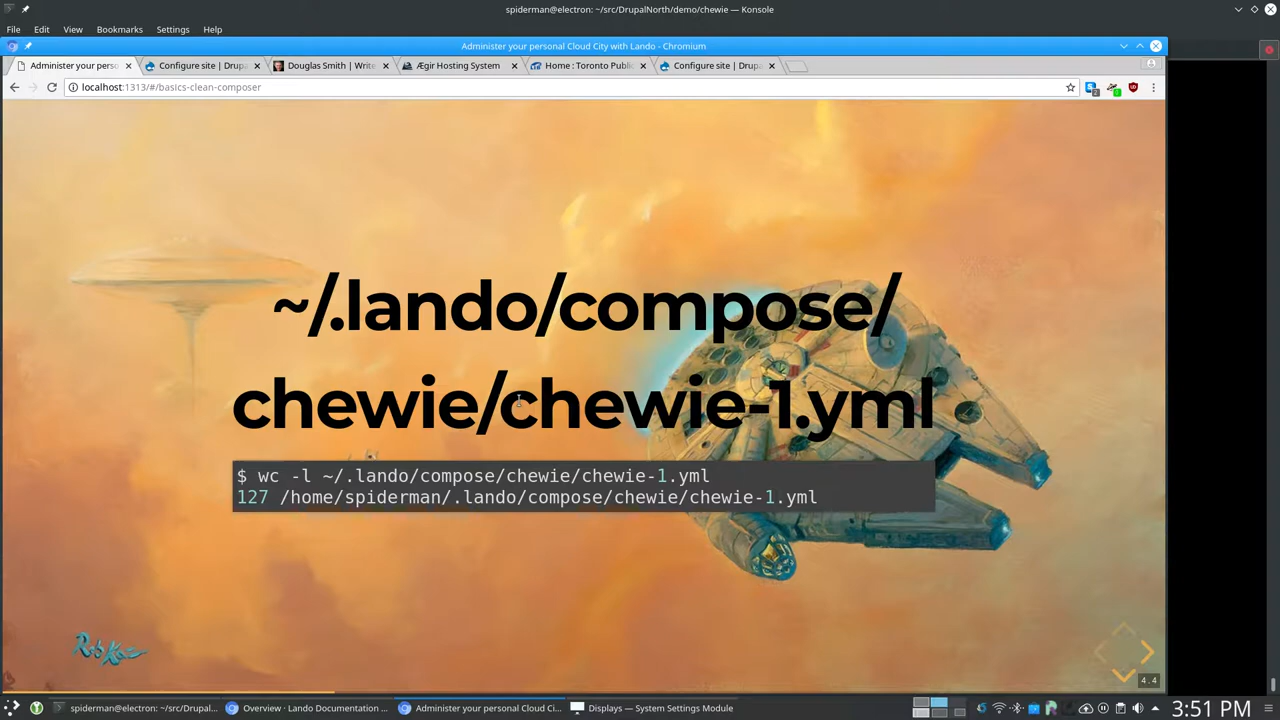 spiderman@electron: ~/src/DrupalNorth/demo/chewie — Konsole
File Edit View Bookmarks Settings Help
Administer your personal Cloud City with Lando - Chromium
Administer your perso Configure site | Drupa Douglas Smith | Write Ægir Hosting System Home : Toronto Public Configure site | Drupa
localhost:1313/#/basics-clean-composer
~/.lando/compose/
chewie/chewie-1.yml
$ wc -l ~/.lando/compose/chewie/chewie-1.yml
127 /home/spiderman/.lando/compose/chewie/chewie-1.yml
4.4
spiderman@electron: ~/src/Drupal... Overview · Lando Documentation ... Administer your personal Cloud Ci... Displays — System Settings Module 3:51 PM